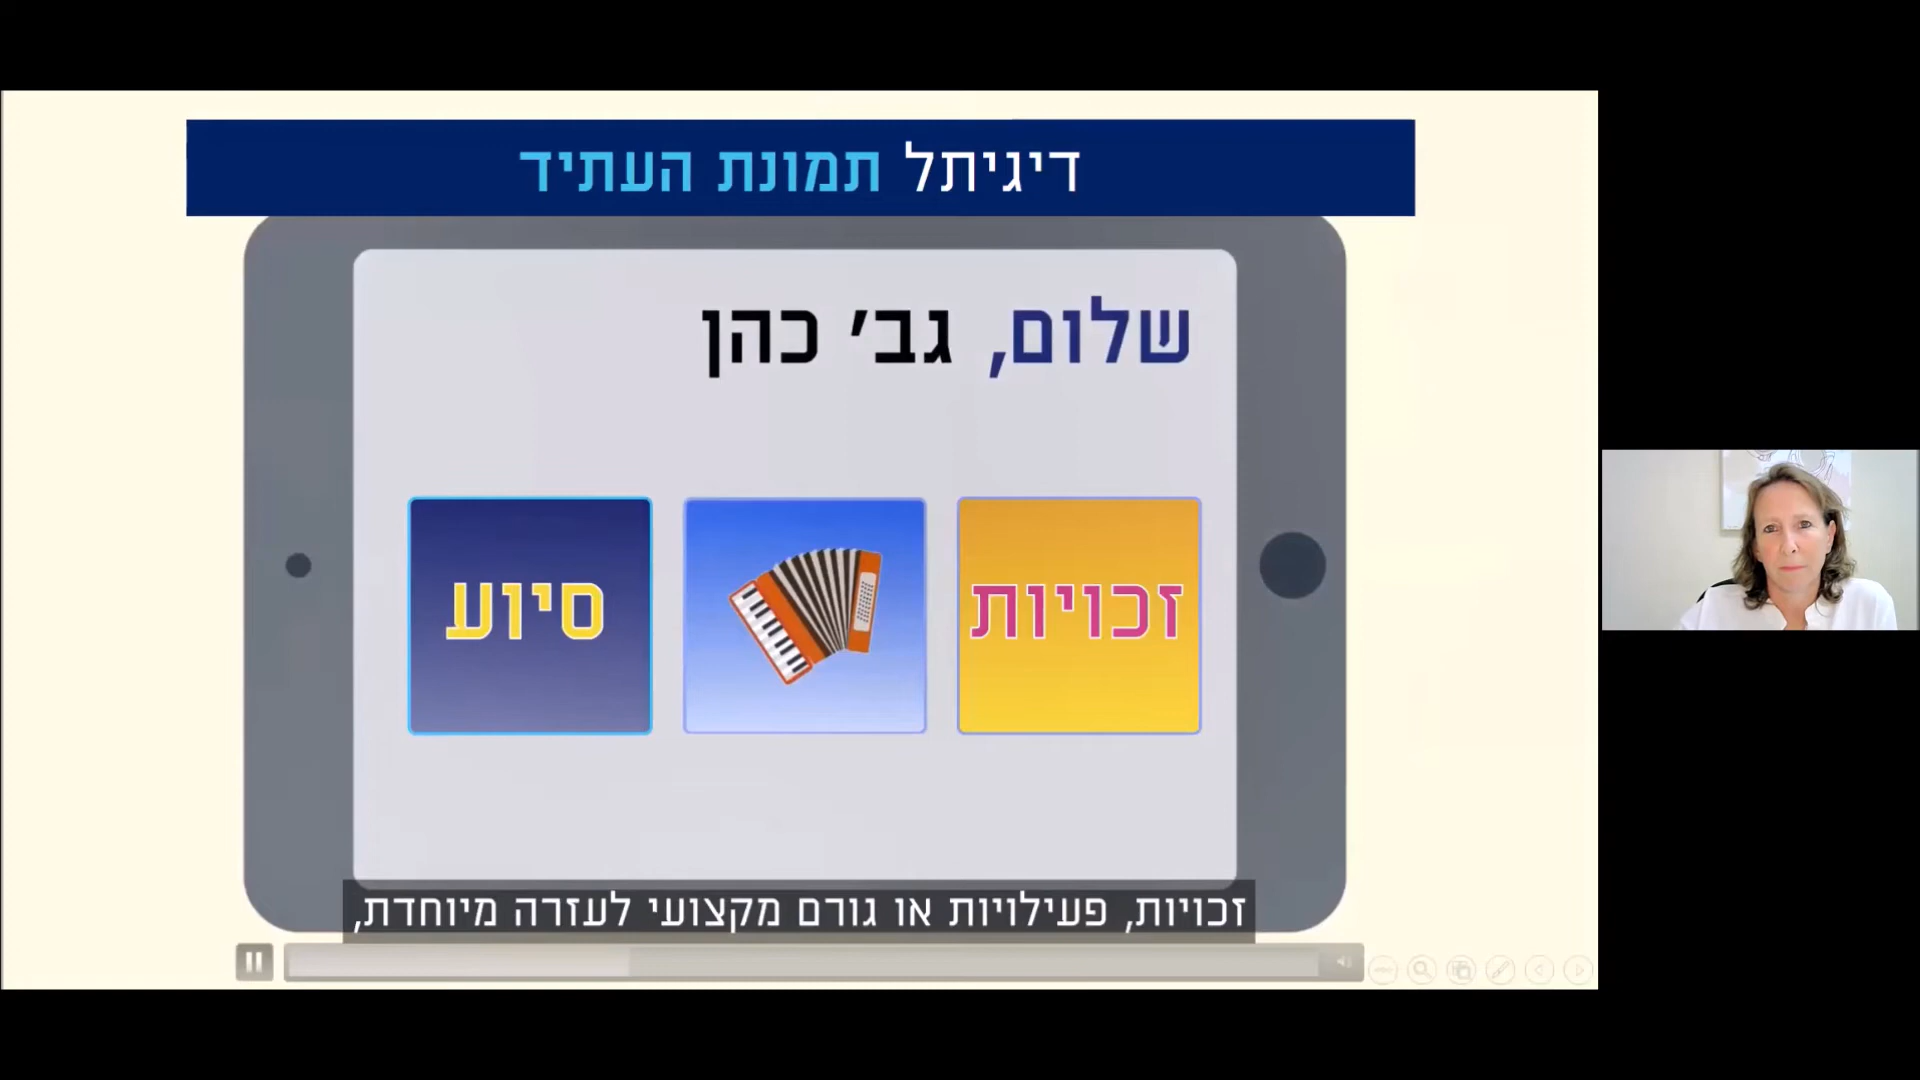 דיגיתל תמונת העתיד
שלום, גב׳ כהן
זכויות
סיוע
זכויות, פעילויות או גורם מקצועי לעזרה מיוחדת,